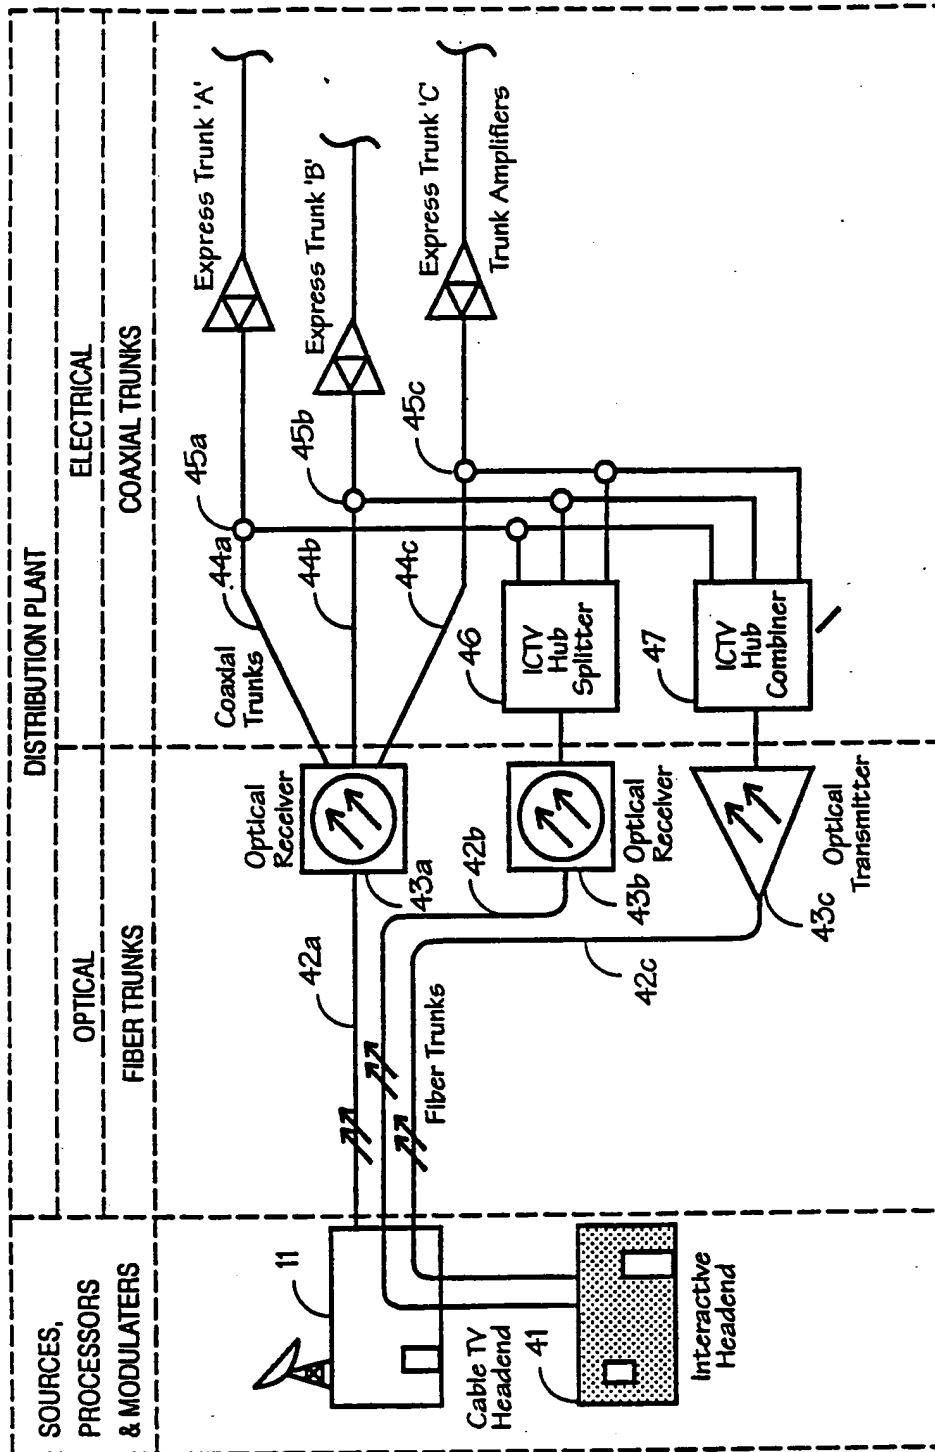 DISTRIBUTION PLANT
SOURCES,
PROCESSORS
& MODULATERS
OPTICAL
ELECTRICAL
FIBER TRUNKS
COAXIAL TRUNKS
11
Cable TV
Headend
41
Interactive
Headend
42a
Fiber Trunks
42b
42c
Optical
Receiver
43a
43b
Optical
Receiver
43c
Optical
Transmitter
Coaxial
Trunks
44a
44b
44c
45a
45b
45c
46
ICTV
Hub
Splitter
47
ICTV
Hub
Combiner
Express Trunk 'A'
Express Trunk 'B'
Express Trunk 'C'
Trunk Amplifiers